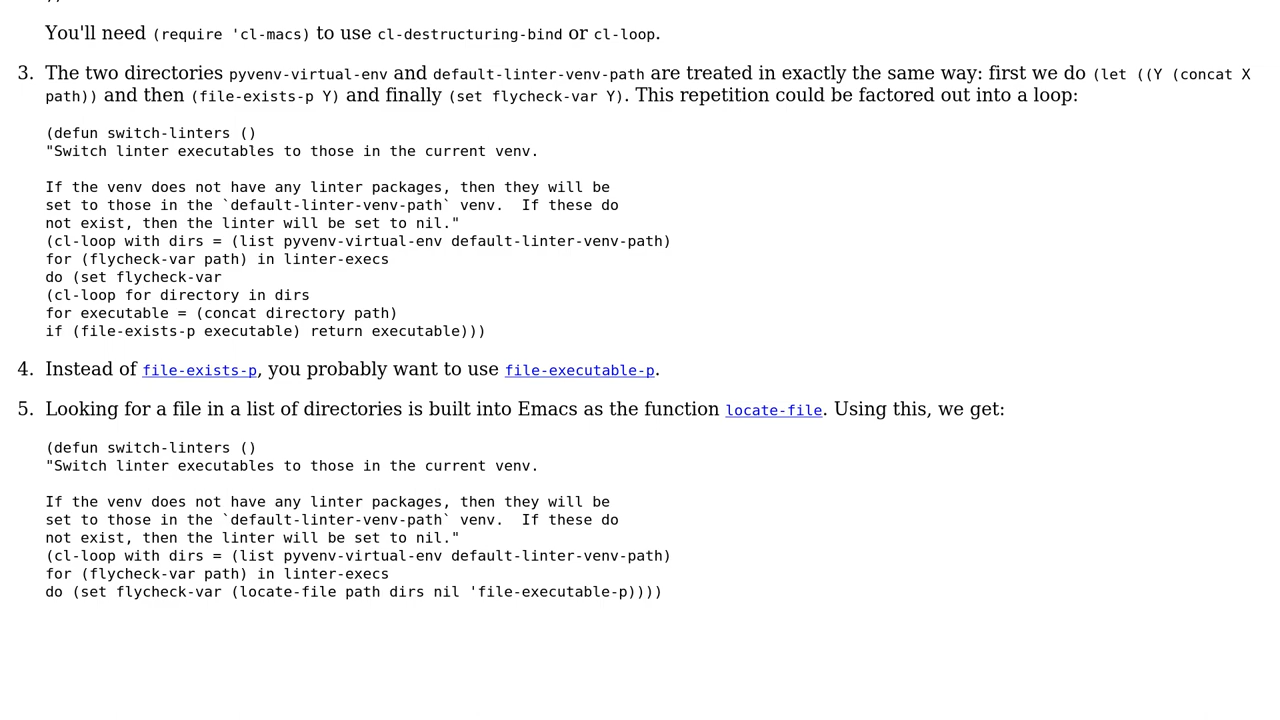 You'll need (require 'cl-macs) to use cl-destructuring-bind or cl-loop.
3. The two directories pyvenv-virtual-env and default-linter-venv-path are treated in exactly the same way: first we do (let ((Y (concat X
path)) and then (file-exists-p Y) and finally (set flycheck-var Y). This repetition could be factored out into a loop:
(defun switch-linters ()
"Switch linter executables to those in the current venv.
If the venv does not have any linter packages, then they will be
set to those in the `default-linter-venv-path` venv.  If these do
not exist, then the linter will be set to nil."
(cl-loop with dirs = (list pyvenv-virtual-env default-linter-venv-path)
for (flycheck-var path) in linter-execs
do (set flycheck-var
(cl-loop for directory in dirs
for executable = (concat directory path)
if (file-exists-p executable) return executable)))
4. Instead of file-exists-p, you probably want to use file-executable-p.
5. Looking for a file in a list of directories is built into Emacs as the function locate-file. Using this, we get:
(defun switch-linters ()
"Switch linter executables to those in the current venv.
If the venv does not have any linter packages, then they will be
set to those in the `default-linter-venv-path` venv.  If these do
not exist, then the linter will be set to nil."
(cl-loop with dirs = (list pyvenv-virtual-env default-linter-venv-path)
for (flycheck-var path) in linter-execs
do (set flycheck-var (locate-file path dirs nil 'file-executable-p))))